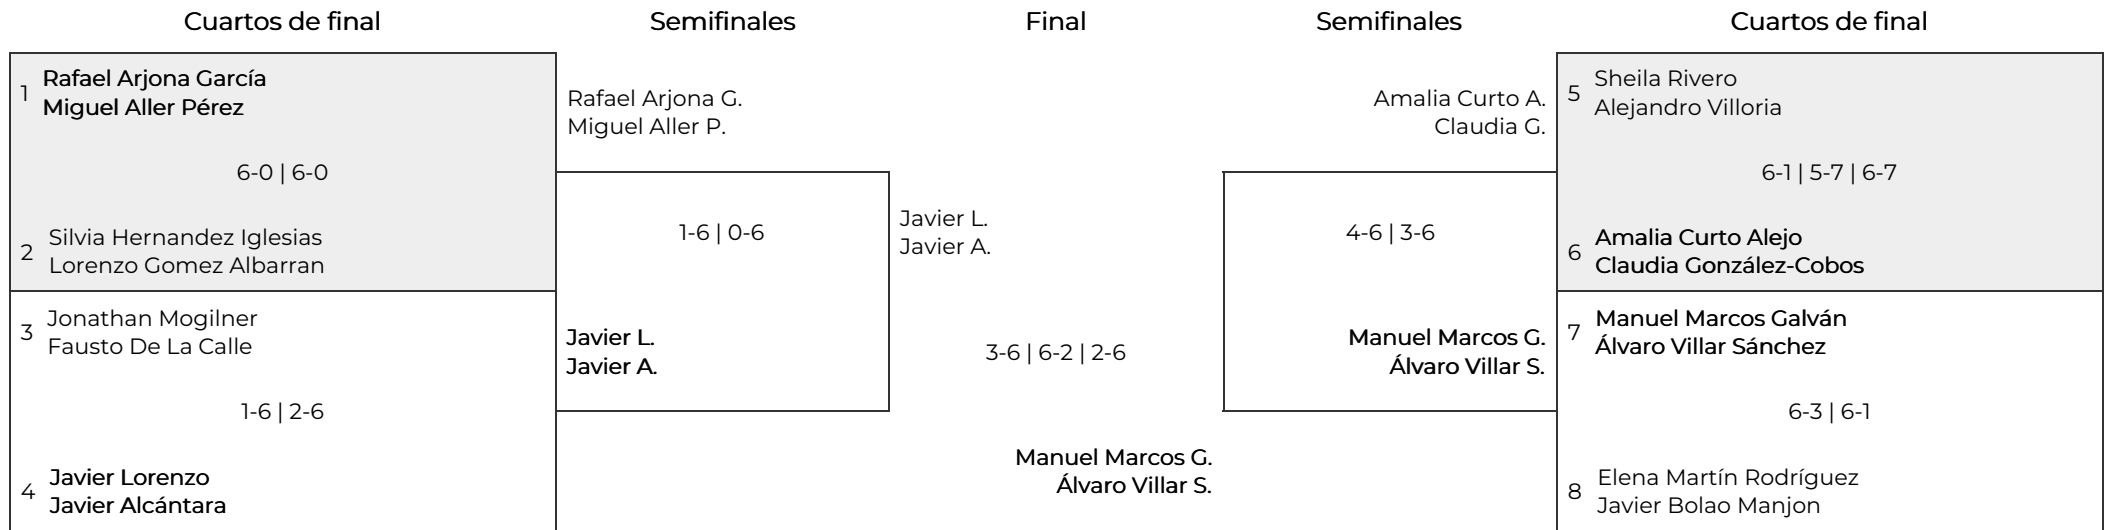 Cuartos de final
Semifinales
Final
Semifinales
Cuartos de final
1
Rafael Arjona García
Miguel Aller Pérez
6-0 | 6-0
2
Silvia Hernandez Iglesias
Lorenzo Gomez Albarran
3
Jonathan Mogilner
Fausto De La Calle
1-6 | 2-6
4
Javier Lorenzo
Javier Alcántara
Rafael Arjona G.
Miguel Aller P.
1-6 | 0-6
Javier L.
Javier A.
Javier L.
Javier A.
3-6 | 6-2 | 2-6
Manuel Marcos G.
Álvaro Villar S.
Amalia Curto A.
Claudia G.
4-6 | 3-6
Manuel Marcos G.
Álvaro Villar S.
5
Sheila Rivero
Alejandro Villoria
6-1 | 5-7 | 6-7
6
Amalia Curto Alejo
Claudia González-Cobos
7
Manuel Marcos Galván
Álvaro Villar Sánchez
6-3 | 6-1
8
Elena Martín Rodríguez
Javier Bolao Manjon